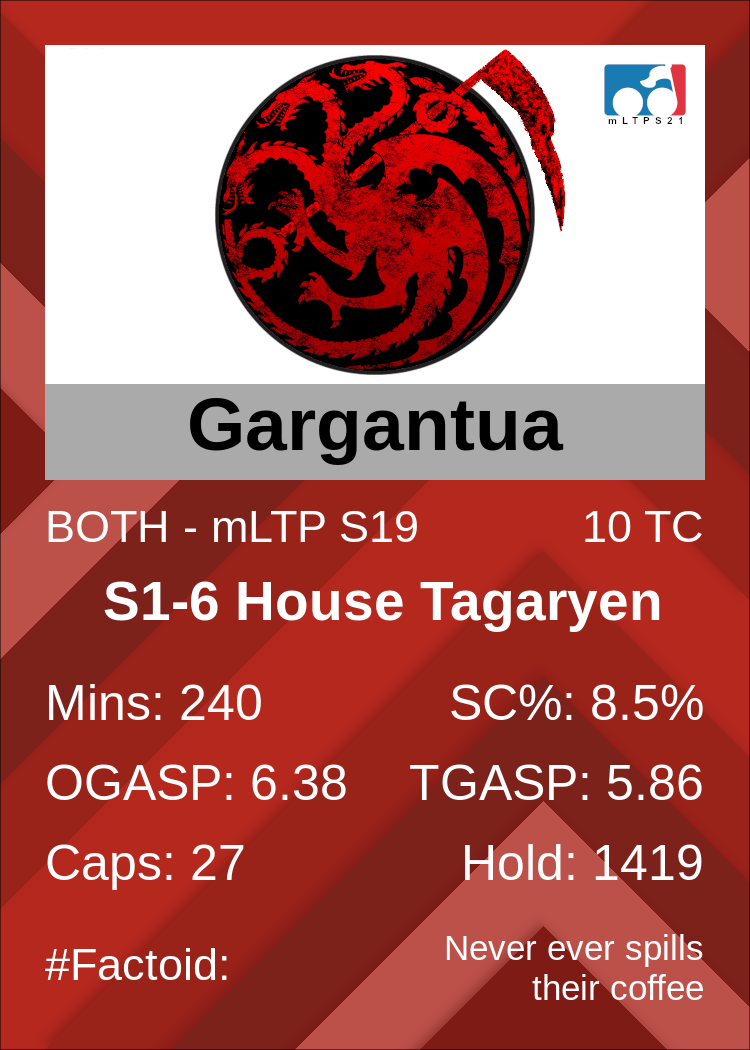 mLTPS21
Gargantua
BOTH - mLTP S19 10 TC
S1-6 House Tagaryen
Mins: 240 SC%: 8.5%
OGASP: 6.38 TGASP: 5.86
Caps: 27 Hold: 1419
#Factoid: Never ever spills
their coffee